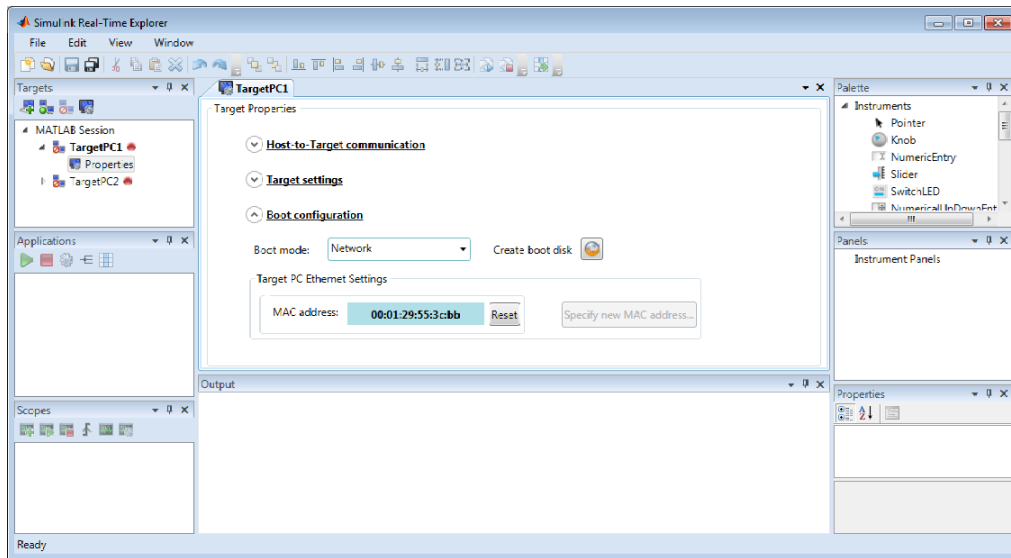 Simulink Real-Time Explorer
File Edit View Window
Targets
MATLAB Session
TargetPC1
Properties
TargetPC2
Applications
Scopes
TargetPC1
Target Properties
Host-to-Target communication
Target settings
Boot configuration
Boot mode: Network Create boot disk
Target PC Ethernet Settings
MAC address: 00:01:29:55:3c:bb Reset Specify new MAC address...
Output
Palette
Instruments
Pointer
Knob
NumericEntry
Slider
SwitchLED
NumericalUpDownEnt
Panels
Instrument Panels
Properties
Ready